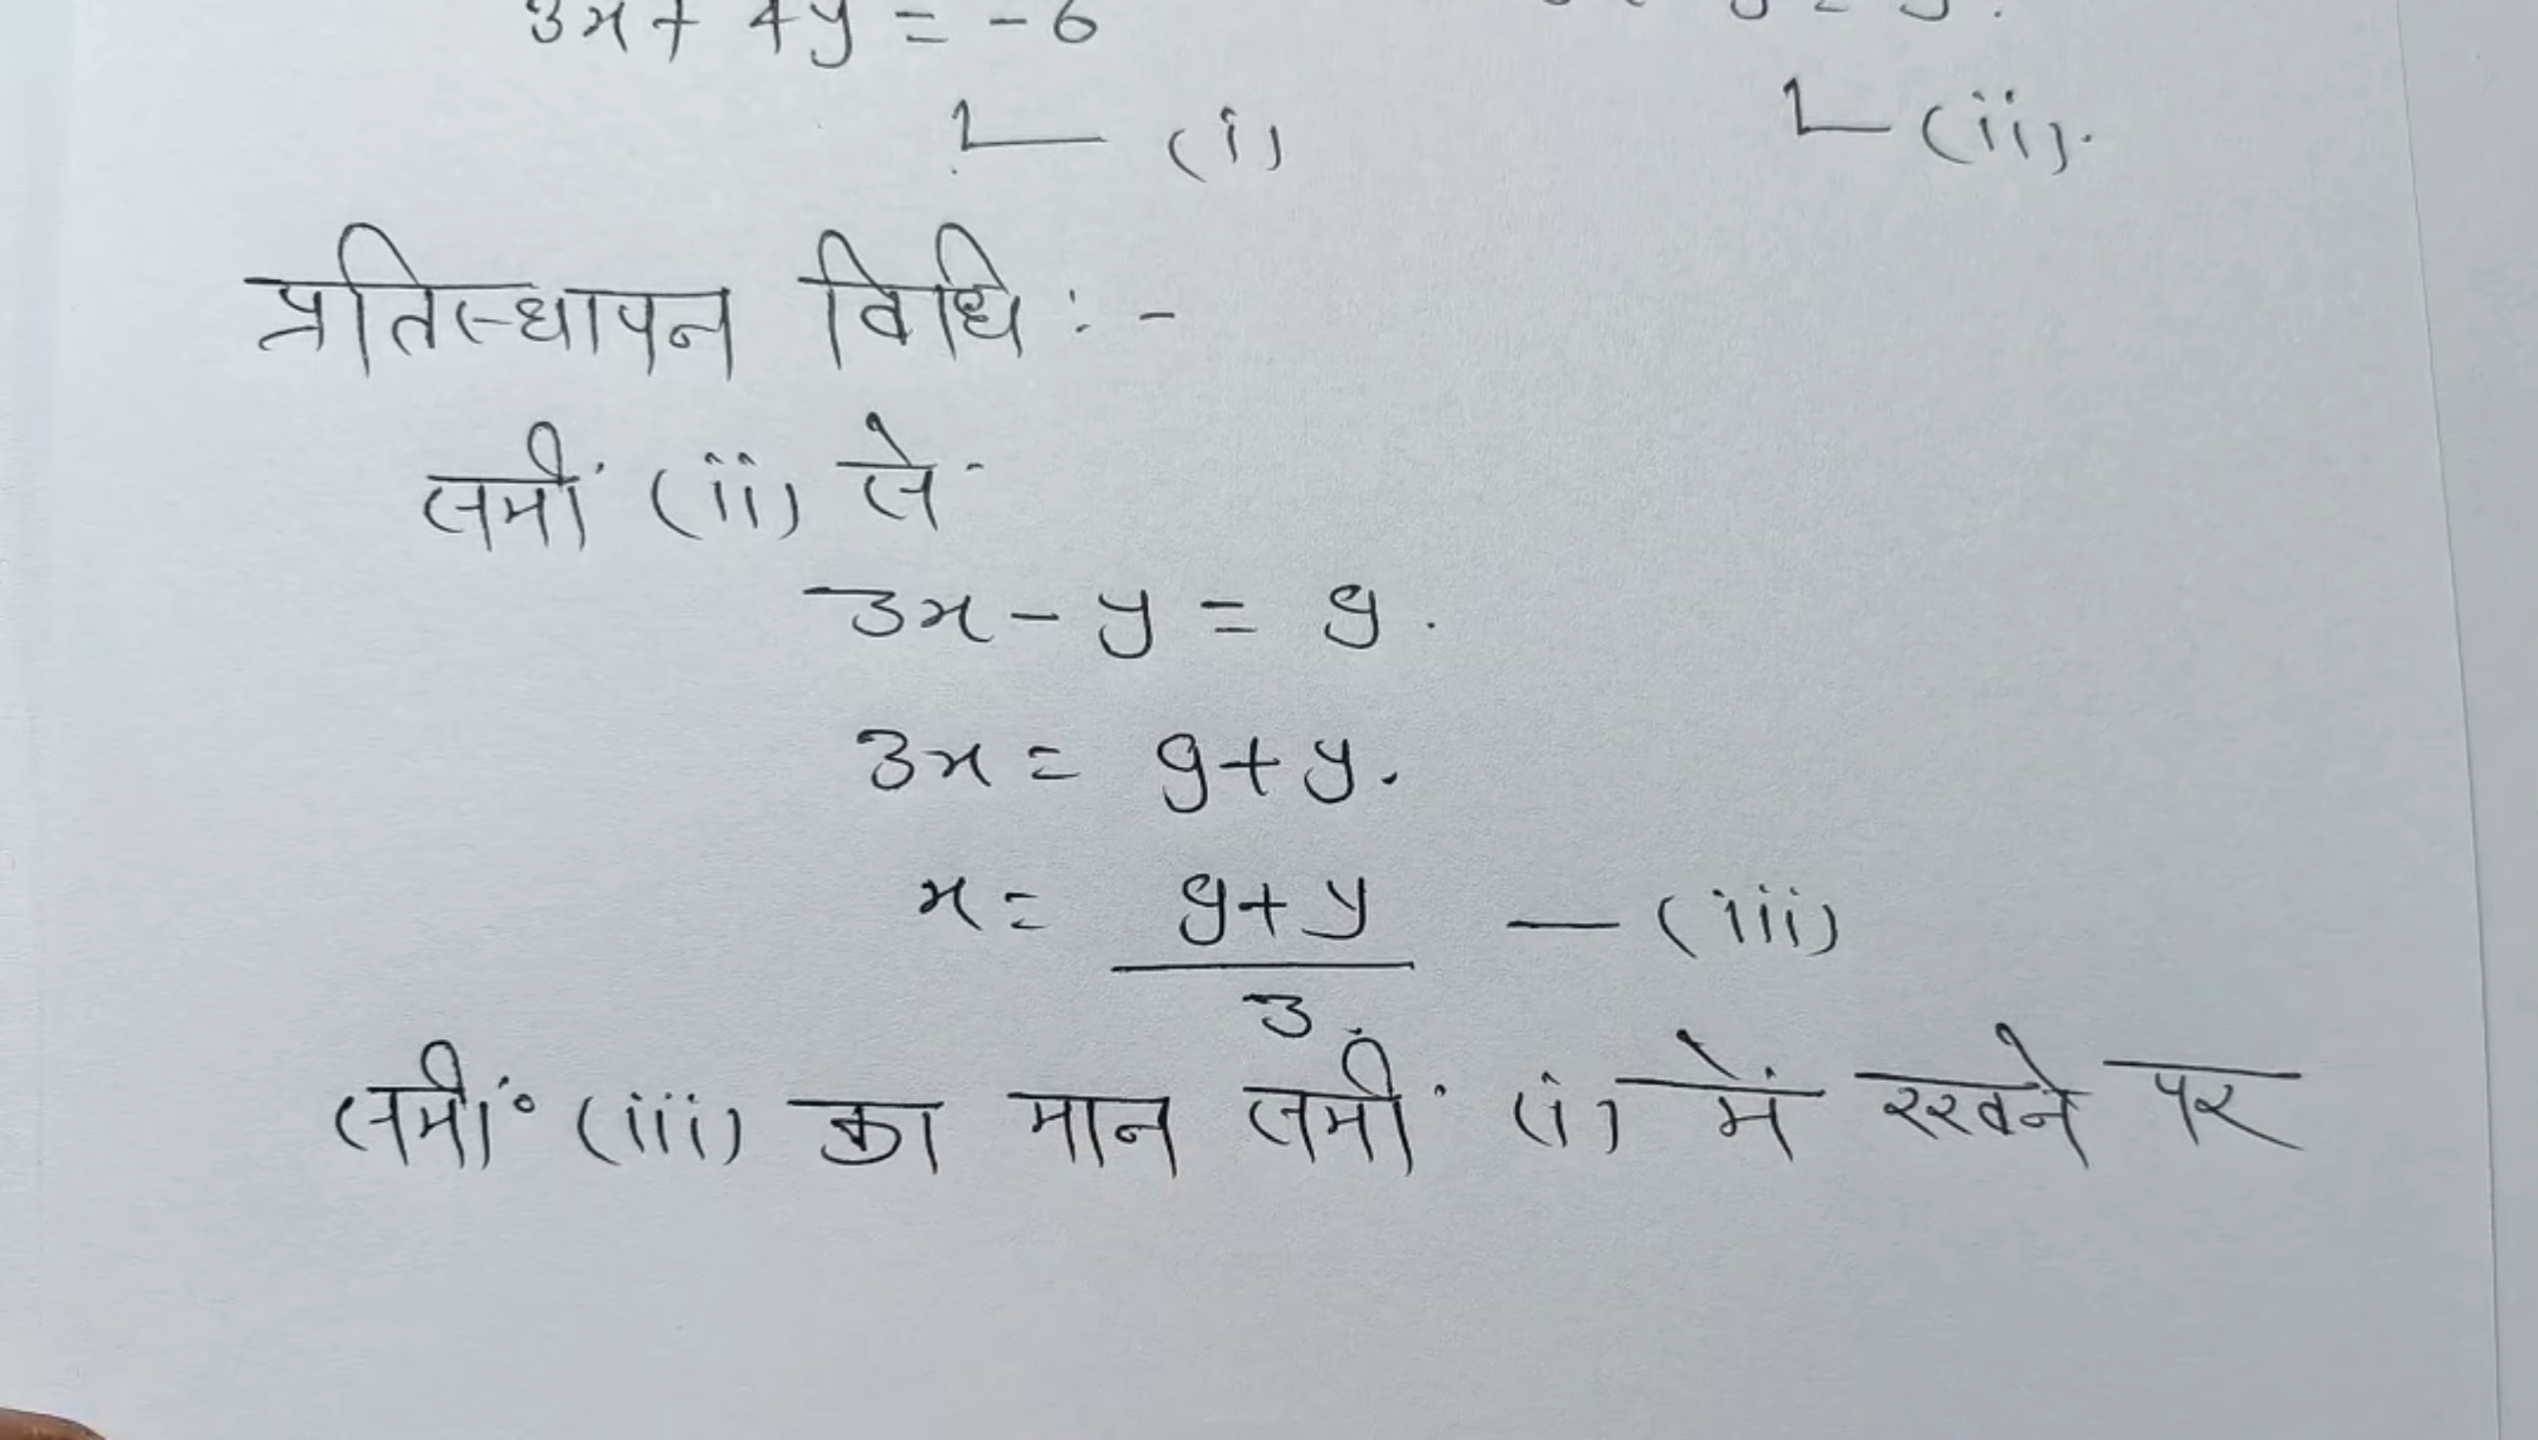 3x + 4y = -6
(i) (ii).
प्रतिस्थापन विधि : -
समी॰ (ii) से
3x - y = 9.
3x = 9+y.
x = 9+y / 3 — (iii)
समी॰ (iii) का मान समी॰ (i) में रखने पर